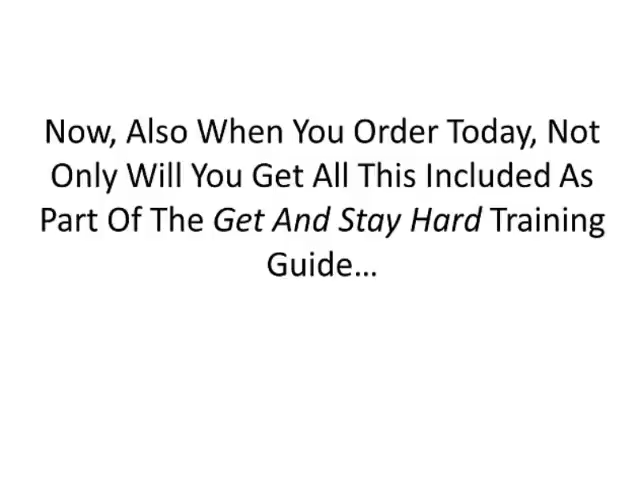 Now, Also When You Order Today, Not
Only Will You Get All This Included As
Part Of The Get And Stay Hard Training
Guide…